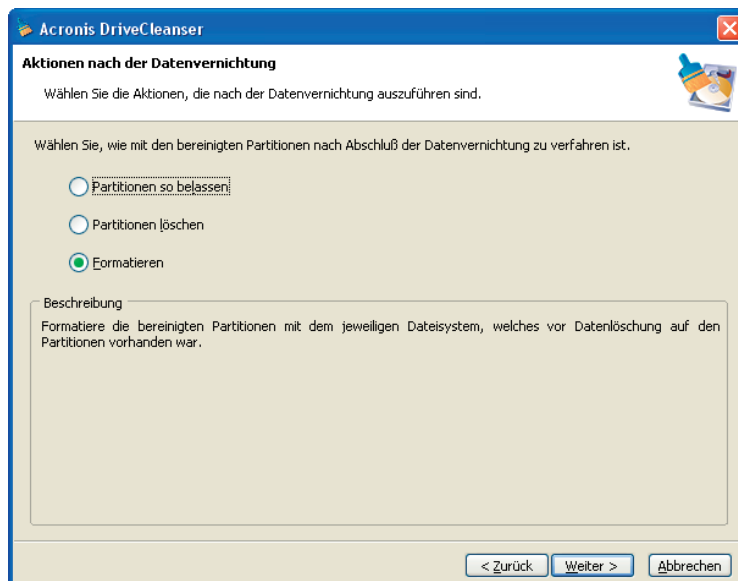 Acronis DriveCleanser
Aktionen nach der Datenvernichtung
Wählen Sie die Aktionen, die nach der Datenvernichtung auszuführen sind.
Wählen Sie, wie mit den bereinigten Partitionen nach Abschluß der Datenvernichtung zu verfahren ist.
Partitionen so belassen
Partitionen löschen
Formatieren
Beschreibung
Formatiere die bereinigten Partitionen mit dem jeweiligen Dateisystem, welches vor Datenlöschung auf den
Partitionen vorhanden war.
< Zurück
Weiter >
Abbrechen